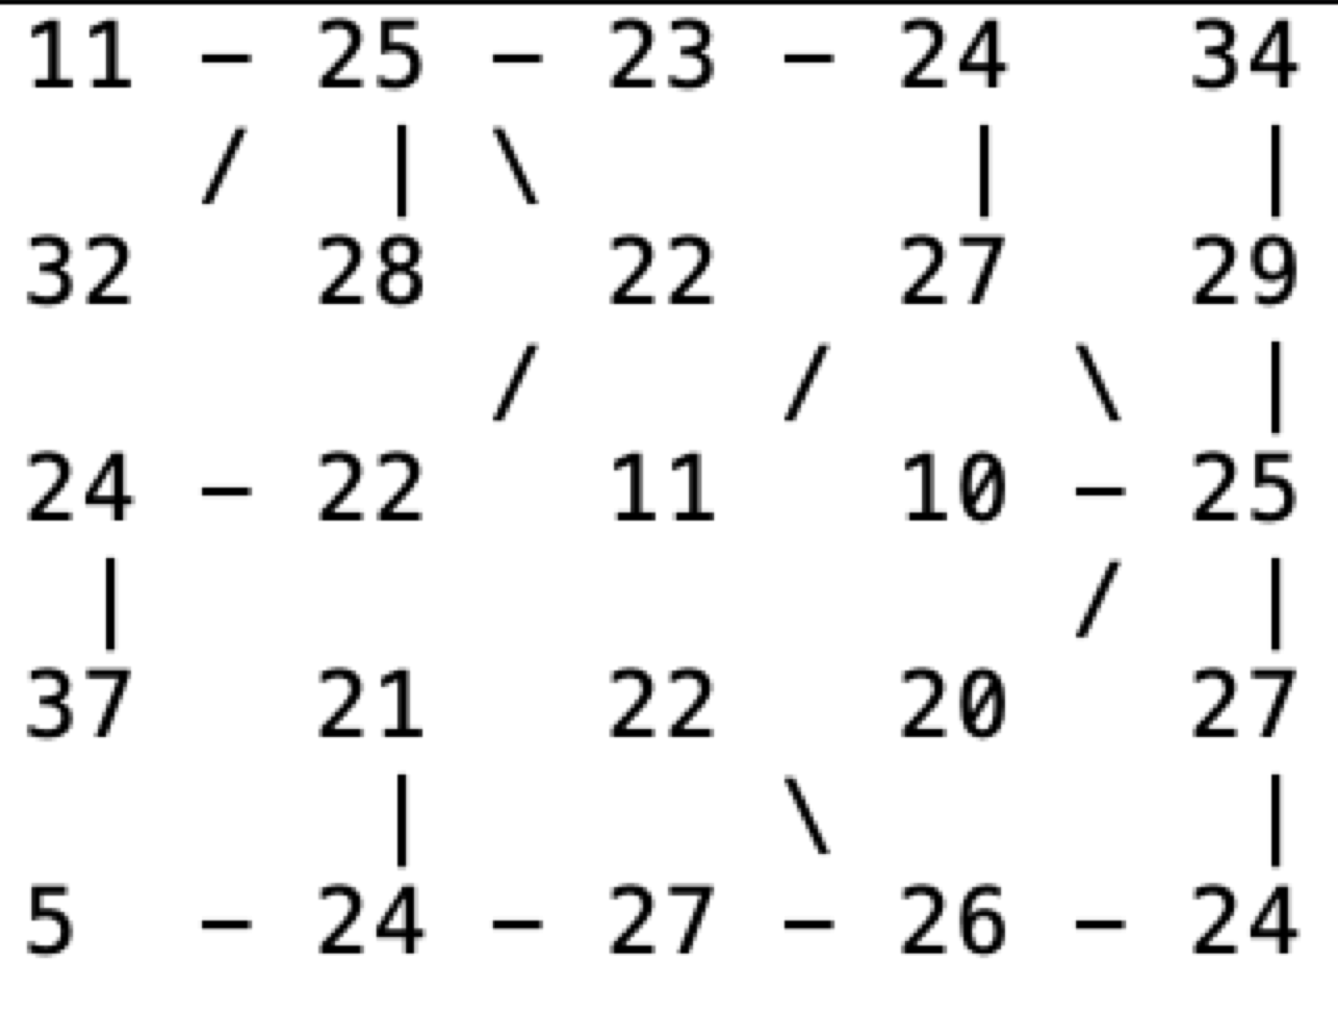 11 – 25 – 23 – 24   34
   /  | \       |    |
32   28   22   27   29
        /    /    \  |
24 – 22   11   10 – 25
 |                / |
37   21   22   20   27
      |      \       |
5  – 24 – 27 – 26 – 24